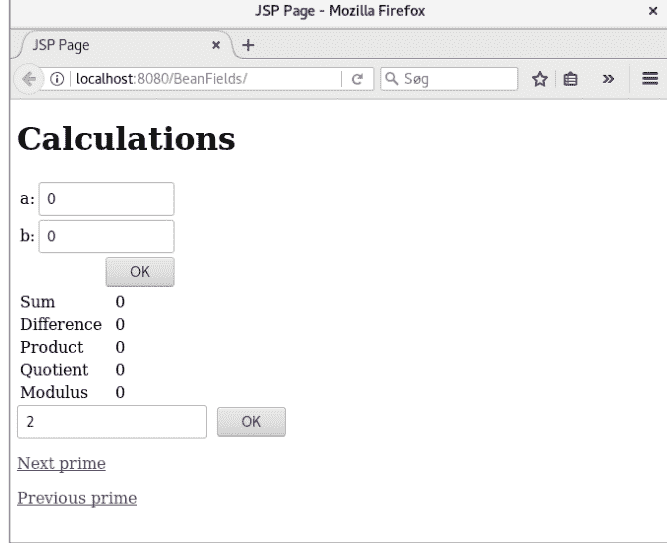 JSP Page - Mozilla Firefox ×
JSP Page × +
localhost:8080/BeanFields/ Søg »
Calculations
a: 0
b: 0
OK
Sum 0
Difference 0
Product 0
Quotient 0
Modulus 0
2 OK
Next prime
Previous prime